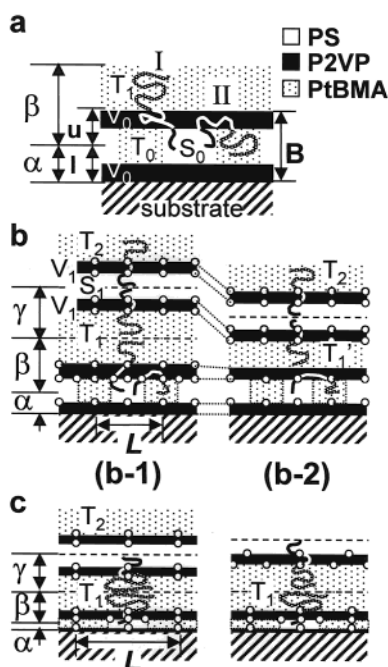 a
PS
P2VP
PtBMA
I
II
β
T₁
V₀
u
α
l
T₀
S₀
B
V₀
substrate
b
T₂
V₁
S₁
γ
V₁
T₁
β
α
L
T₂
T₁'
(b-1)
(b-2)
c
T₂
γ
T₁
β
α
L
T₁